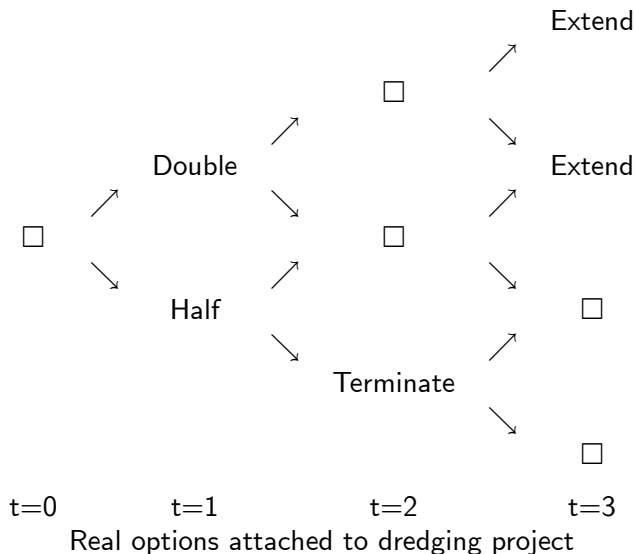 Extend
Double
Extend
Half
Terminate
t=0 t=1 t=2 t=3
Real options attached to dredging project